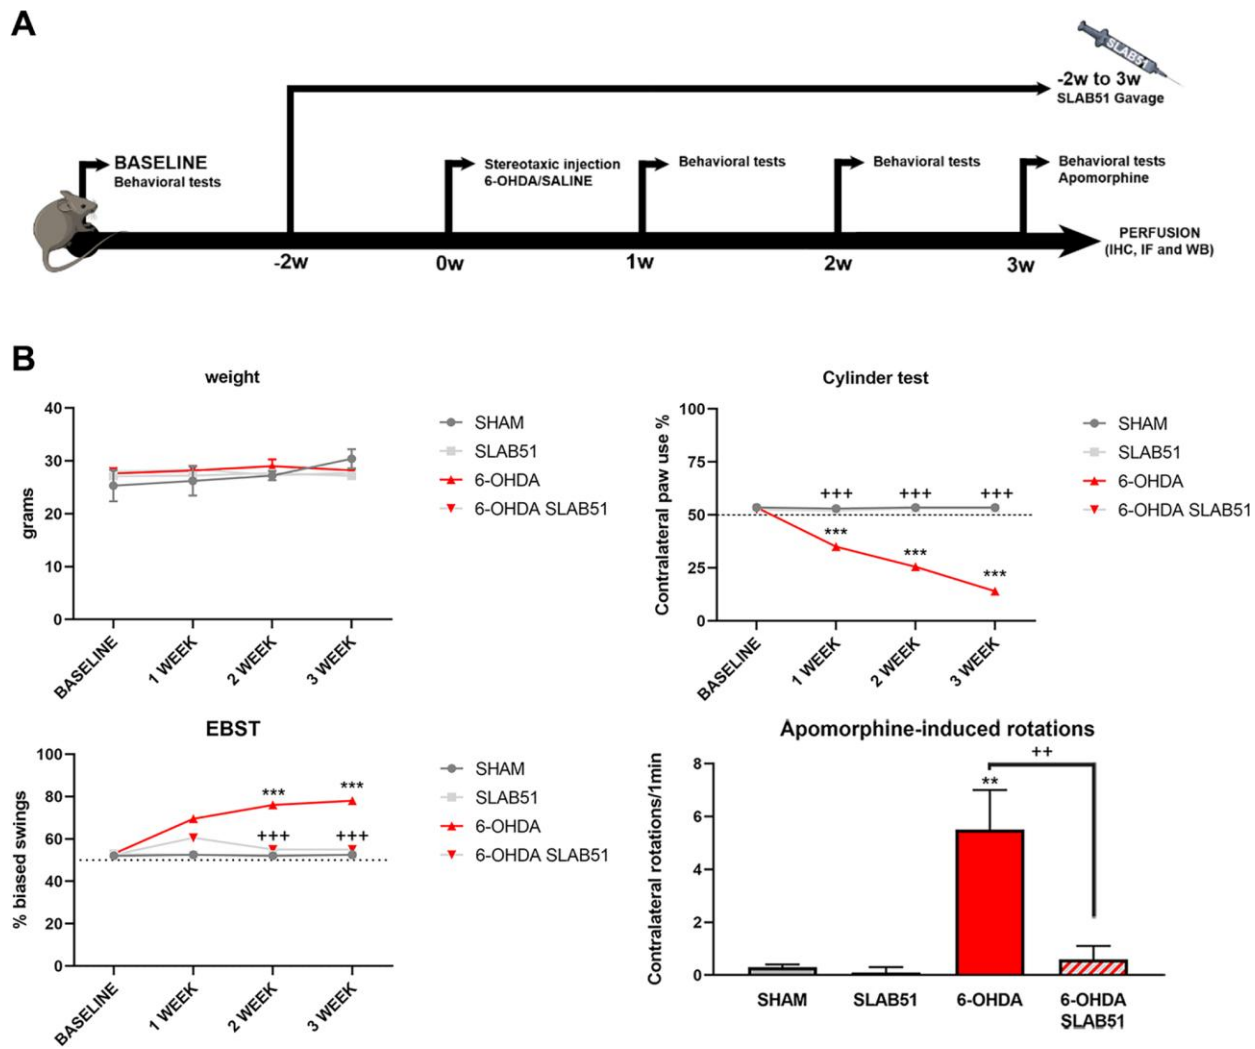 A
SLAB51
-2w to 3w
SLAB51 Gavage
BASELINE
Behavioral tests
Stereotaxic injection
6-OHDA/SALINE
Behavioral tests
Behavioral tests
Behavioral tests
Apomorphine
PERFUSION
(IHC, IF and WB)
-2w
0w
1w
2w
3w
B
weight
40
30
20
10
0
grams
BASELINE
1 WEEK
2 WEEK
3 WEEK
SHAM
SLAB51
6-OHDA
6-OHDA SLAB51
Cylinder test
100
75
50
25
0
Contralateral paw use %
+++
+++
+++
***
***
***
BASELINE
1 WEEK
2 WEEK
3 WEEK
SHAM
SLAB51
6-OHDA
6-OHDA SLAB51
EBST
100
80
60
40
20
0
% biased swings
***
***
+++
+++
BASELINE
1 WEEK
2 WEEK
3 WEEK
SHAM
SLAB51
6-OHDA
6-OHDA SLAB51
Apomorphine-induced rotations
8
6
4
2
0
Contralateral rotations/1min
++
**
SHAM
SLAB51
6-OHDA
6-OHDA
SLAB51